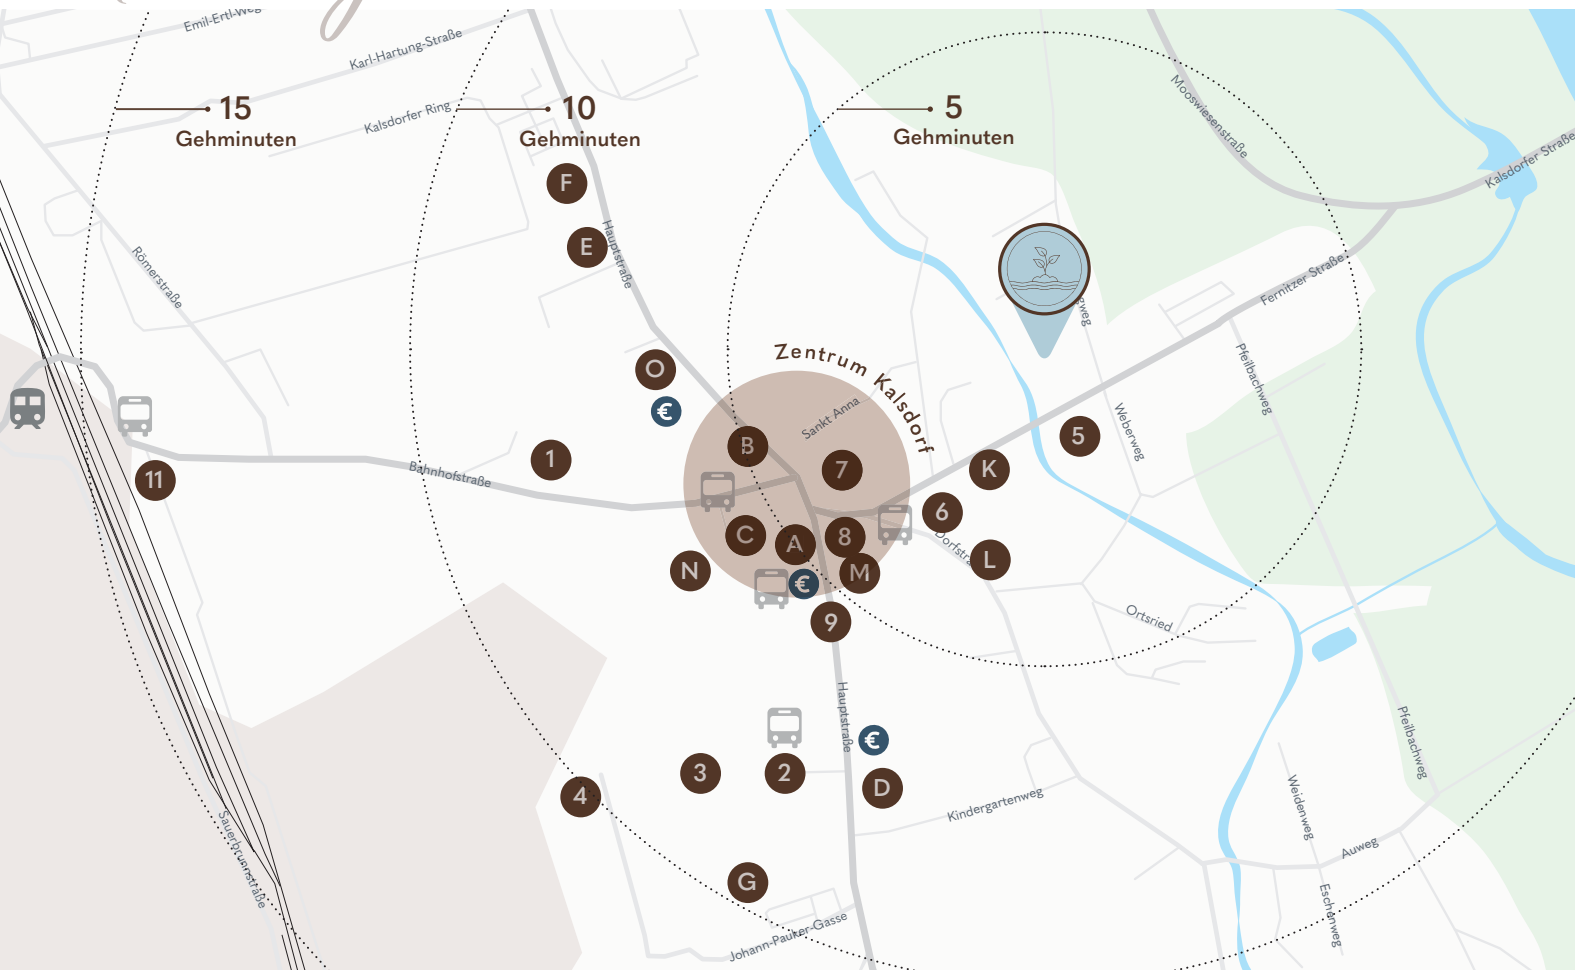 Emil-Ertl-Weg
Karl-Hartung-Straße
Kalsdorfer Ring
15
Gehminuten
10
Gehminuten
5
Gehminuten
Mooswiesenstraße
Kalsdorfer Straße
F
E
Hauptstraße
Römerstraße
Fernitzer Straße
gweg
Pfeilbachweg
Zentrum Kalsdorf
O
€
Sankt Anna
B
7
1
5
K
Weberweg
11
Bahnhofstraße
6
C
A
8
Dorfstra
L
N
€
M
9
Ortsried
Hauptstraße
€
3
2
D
4
Kindergartenweg
Pfeilbachweg
Weidenweg
Auweg
Sauerbrunnstraße
G
Eschenweg
Johann-Pauker-Gasse